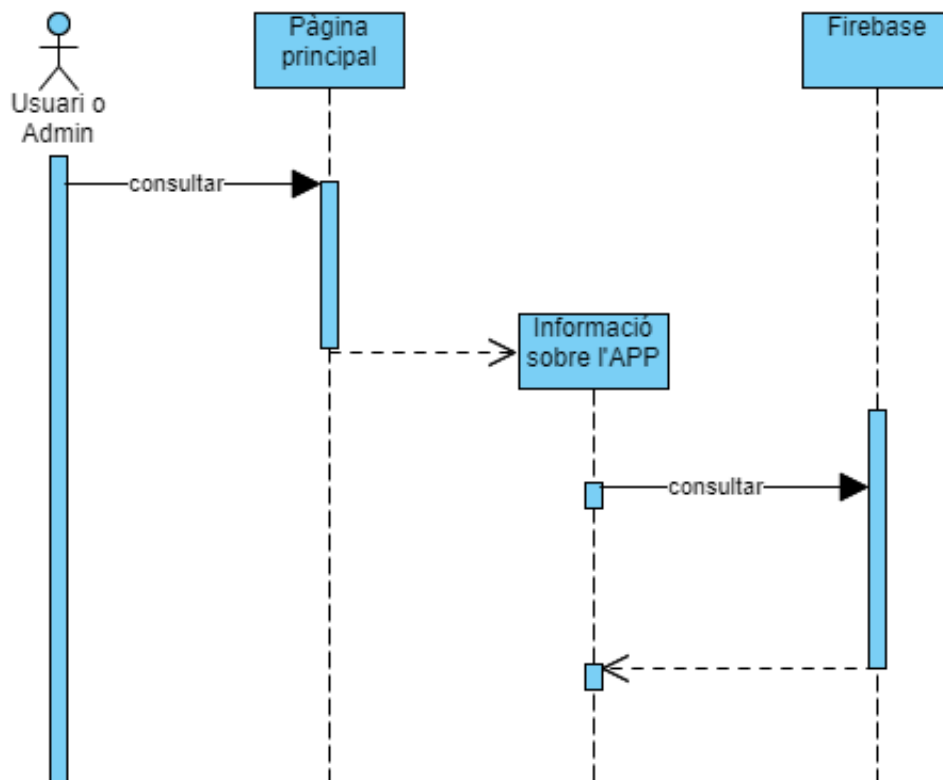 Pàgina
principal
Firebase
Usuari o
Admin
consultar
Informació
sobre l'APP
consultar